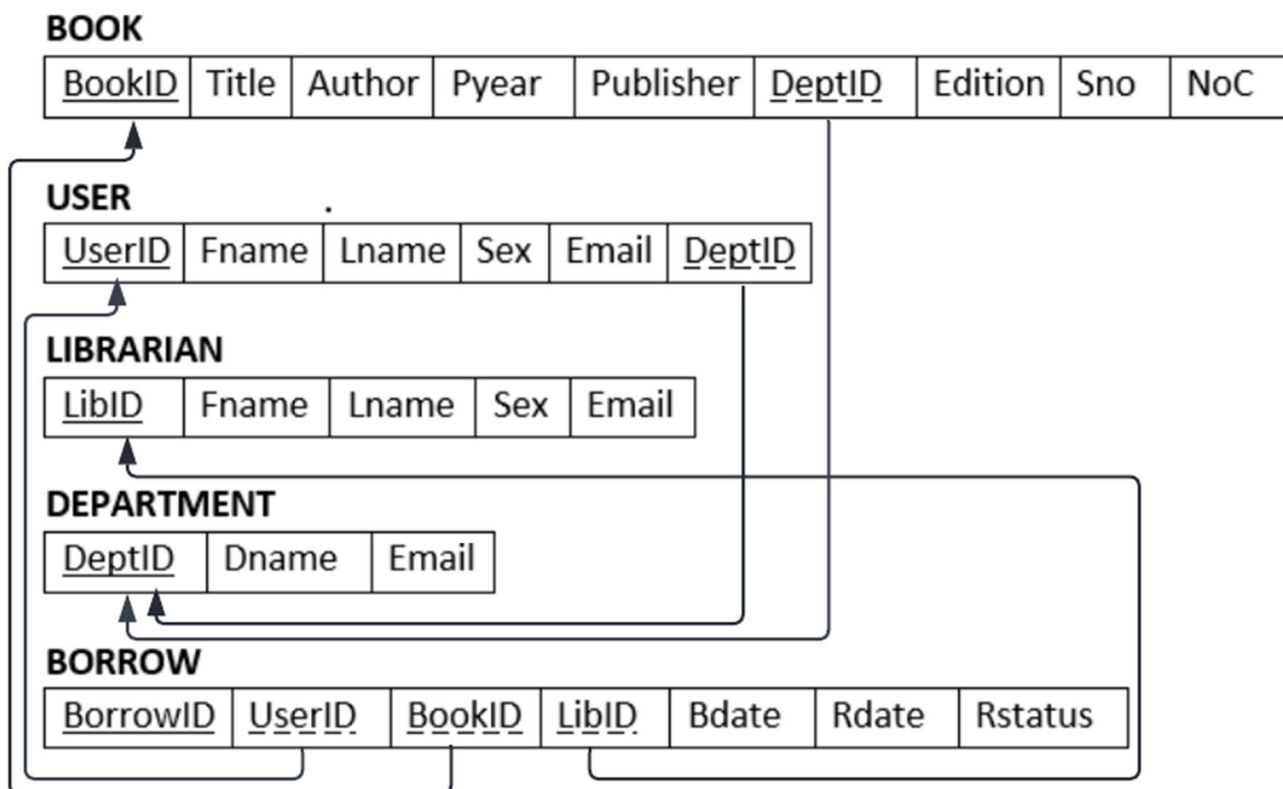 BOOK
BookID Title Author Pyear Publisher DeptID Edition Sno NoC
USER
UserID Fname Lname Sex Email DeptID
LIBRARIAN
LibID Fname Lname Sex Email
DEPARTMENT
DeptID Dname Email
BORROW
BorrowID UserID BookID LibID Bdate Rdate Rstatus